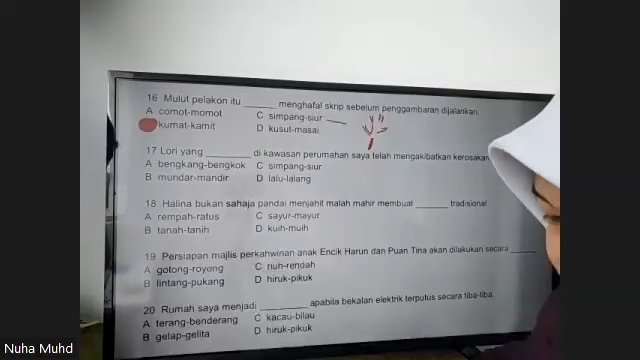 16 Mulut pelakon itu ______ menghafal skrip sebelum penggambaran dijalankan.
A comot-momot C simpang-siur
kumat-kamit D kusut-masai
17 Lori yang ______ di kawasan perumahan saya telah mengakibatkan kerosakan
A bengkang-bengkok C simpang-siur
B mundar-mandir D lalu-lalang
18 Halina bukan sahaja pandai menjahit malah mahir membuat ______ tradisional
A rempah-ratus C sayur-mayur
B tanah-tanih D kuih-muih
19 Persiapan majlis perkahwinan anak Encik Harun dan Puan Tina akan dilakukan secara ______
A gotong-royong C riuh-rendah
B lintang-pukang D hiruk-pikuk
20 Rumah saya menjadi ______ apabila bekalan elektrik terputus secara tiba-tiba.
A terang-benderang C kacau-bilau
B gelap-gelita D hiruk-pikuk
Nuha Muhd